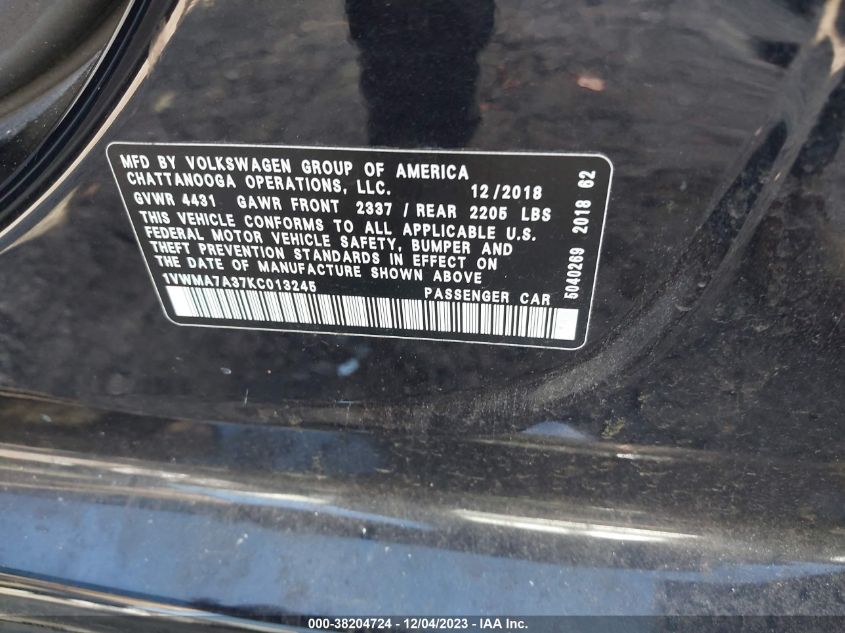 MFD BY VOLKSWAGEN GROUP OF AMERICA
CHATTANOOGA OPERATIONS, LLC. 12/2018
GVWR 4431 GAWR FRONT 2337 / REAR 2205 LBS
THIS VEHICLE CONFORMS TO ALL APPLICABLE U.S.
FEDERAL MOTOR VEHICLE SAFETY, BUMPER AND
THEFT PREVENTION STANDARDS IN EFFECT ON
THE DATE OF MANUFACTURE SHOWN ABOVE
1VWMA7A37KC013245 PASSENGER CAR
5040269 2018 62
000-38204724 - 12/04/2023 - IAA Inc.